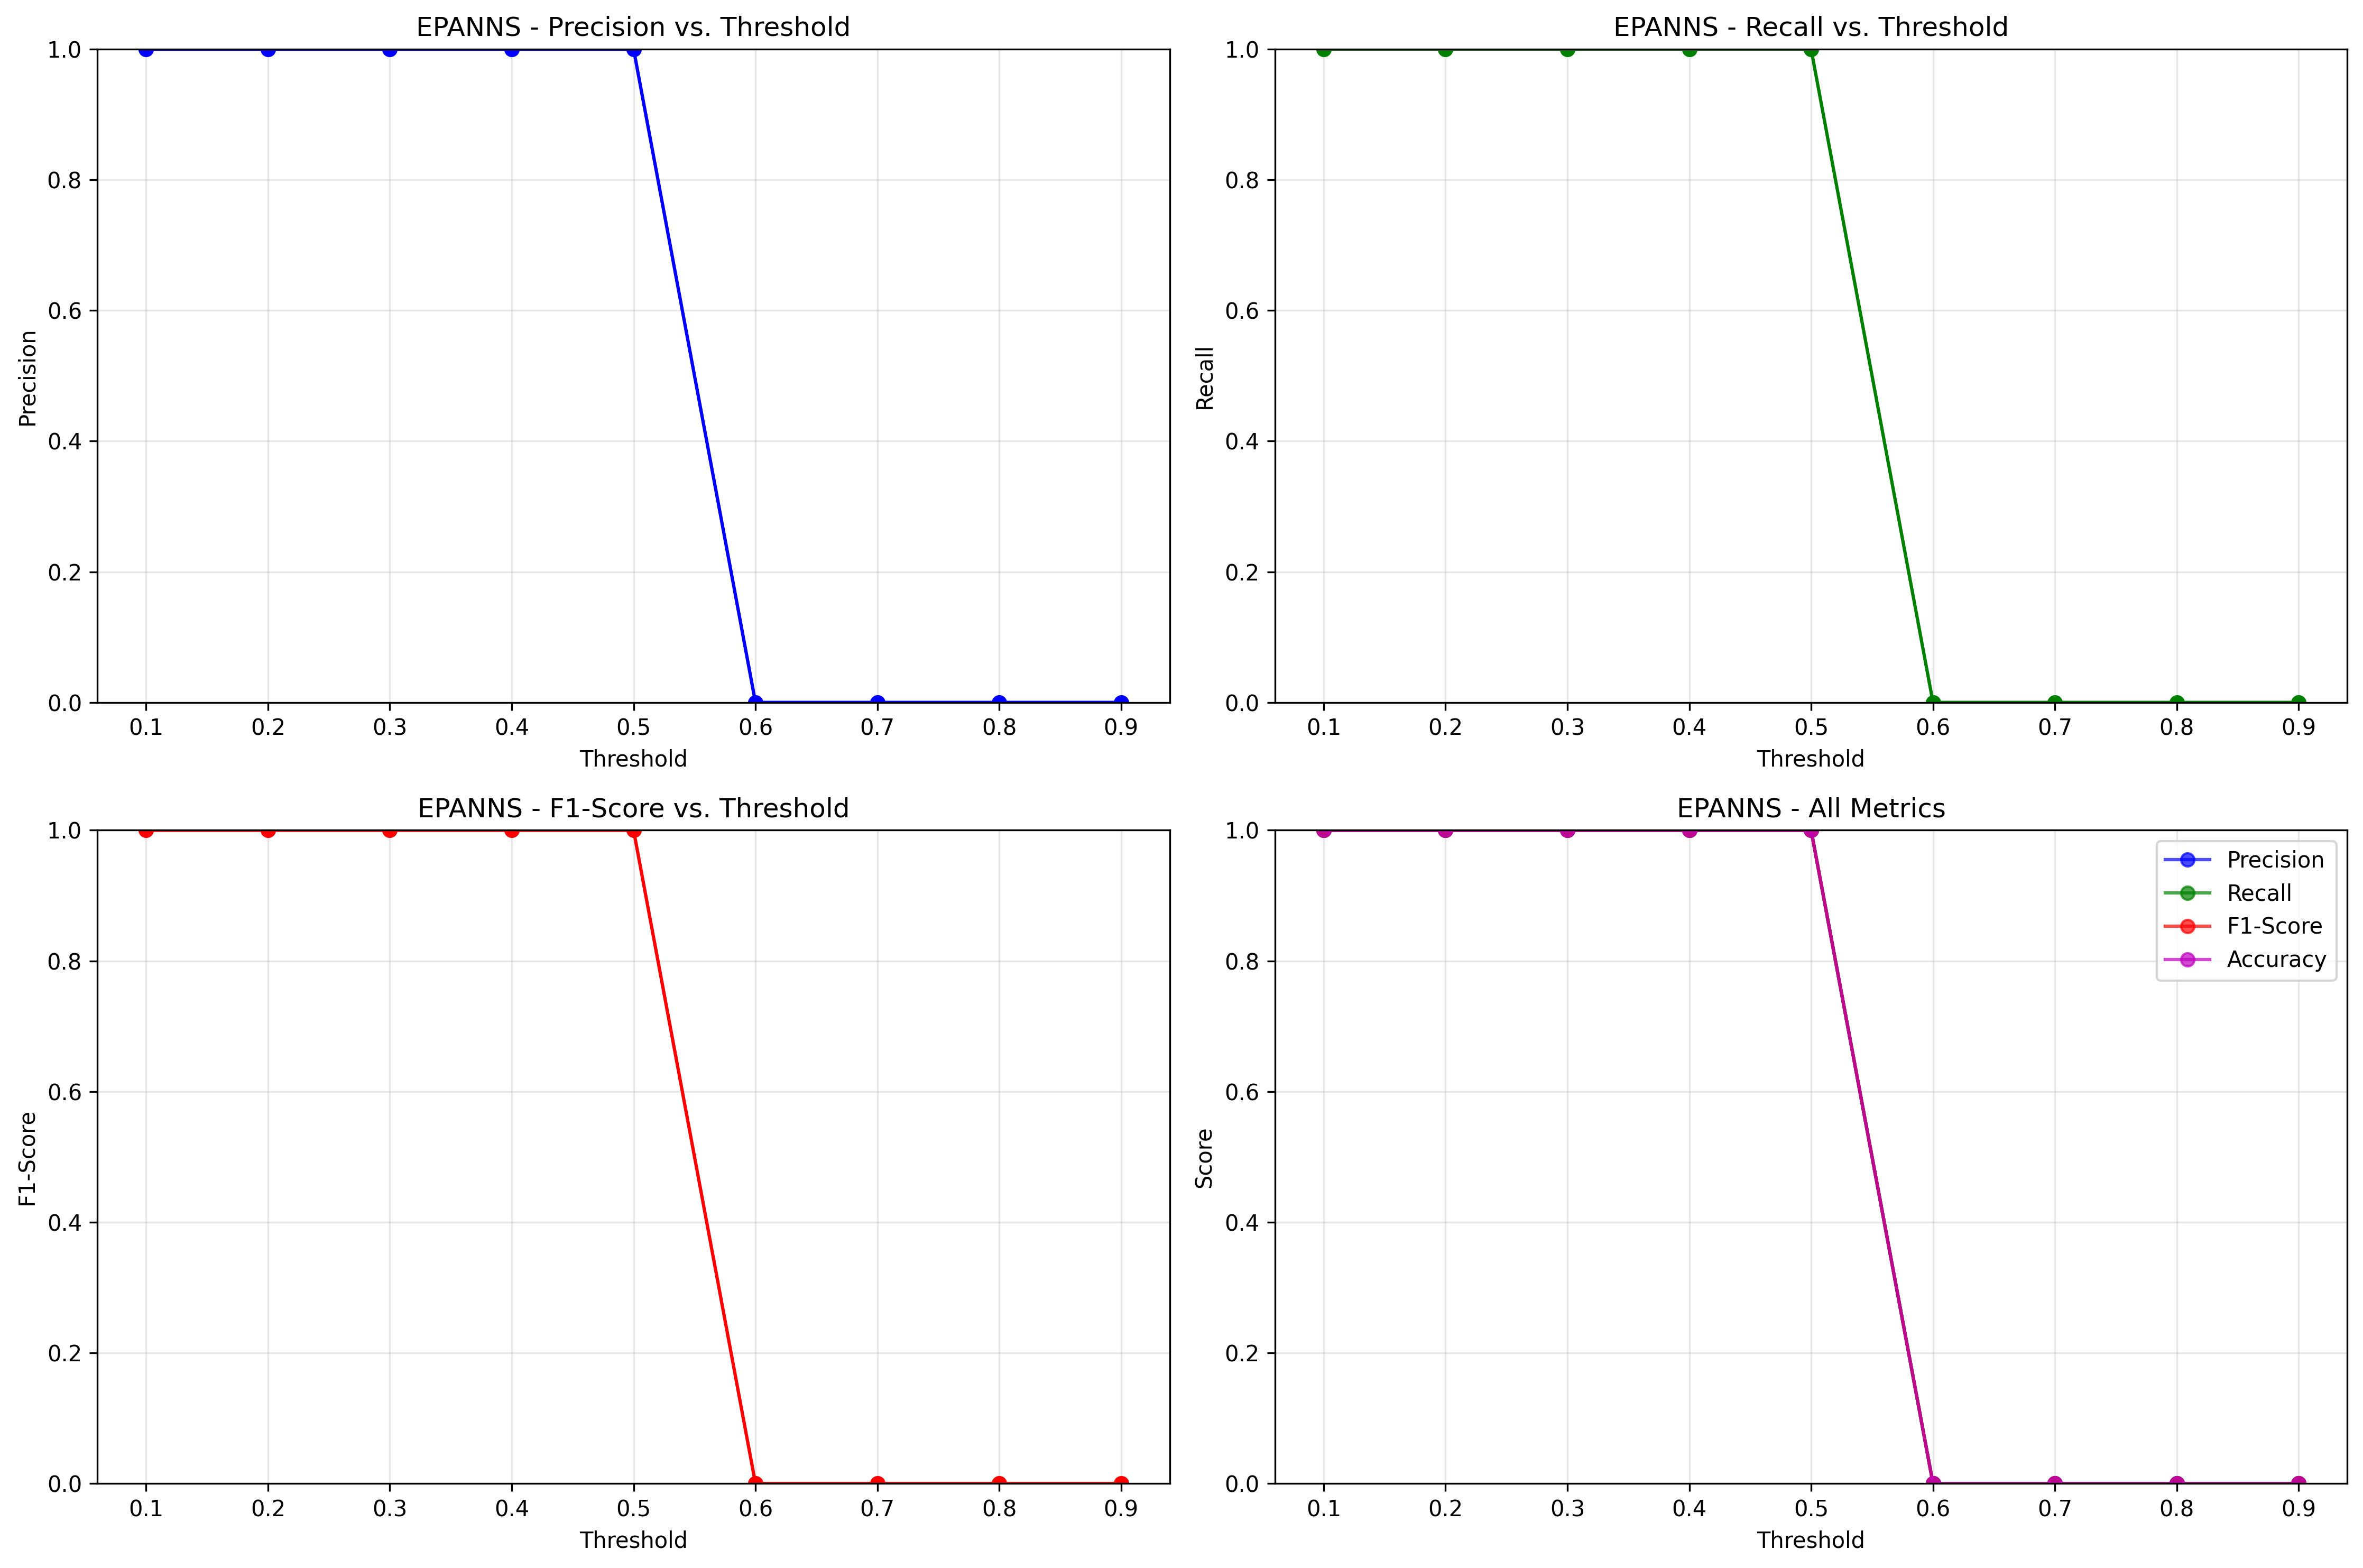 EPANNS - Precision vs. Threshold
1.0
0.8
0.6
0.4
0.2
0.0
Precision
0.1 0.2 0.3 0.4 0.5 0.6 0.7 0.8 0.9
Threshold
EPANNS - Recall vs. Threshold
1.0
0.8
0.6
0.4
0.2
0.0
Recall
0.1 0.2 0.3 0.4 0.5 0.6 0.7 0.8 0.9
Threshold
EPANNS - F1-Score vs. Threshold
1.0
0.8
0.6
0.4
0.2
0.0
F1-Score
0.1 0.2 0.3 0.4 0.5 0.6 0.7 0.8 0.9
Threshold
EPANNS - All Metrics
1.0
0.8
0.6
0.4
0.2
0.0
Score
Precision
Recall
F1-Score
Accuracy
0.1 0.2 0.3 0.4 0.5 0.6 0.7 0.8 0.9
Threshold